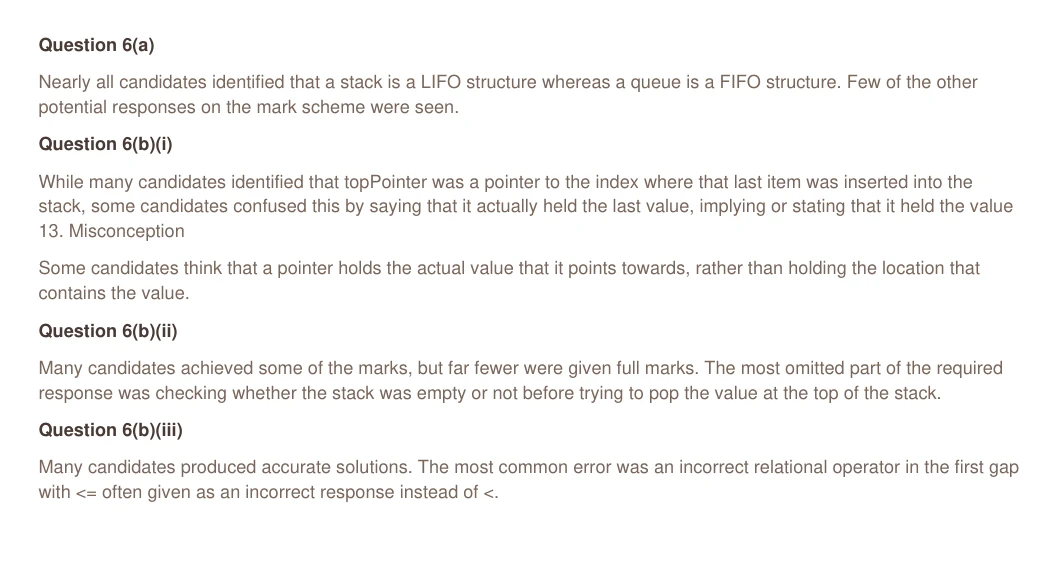 Question 6(a)
Nearly all candidates identified that a stack is a LIFO structure whereas a queue is a FIFO structure. Few of the other
potential responses on the mark scheme were seen.
Question 6(b)(i)
While many candidates identified that topPointer was a pointer to the index where that last item was inserted into the
stack, some candidates confused this by saying that it actually held the last value, implying or stating that it held the value
13. Misconception
Some candidates think that a pointer holds the actual value that it points towards, rather than holding the location that
contains the value.
Question 6(b)(ii)
Many candidates achieved some of the marks, but far fewer were given full marks. The most omitted part of the required
response was checking whether the stack was empty or not before trying to pop the value at the top of the stack.
Question 6(b)(iii)
Many candidates produced accurate solutions. The most common error was an incorrect relational operator in the first gap
with <= often given as an incorrect response instead of <.